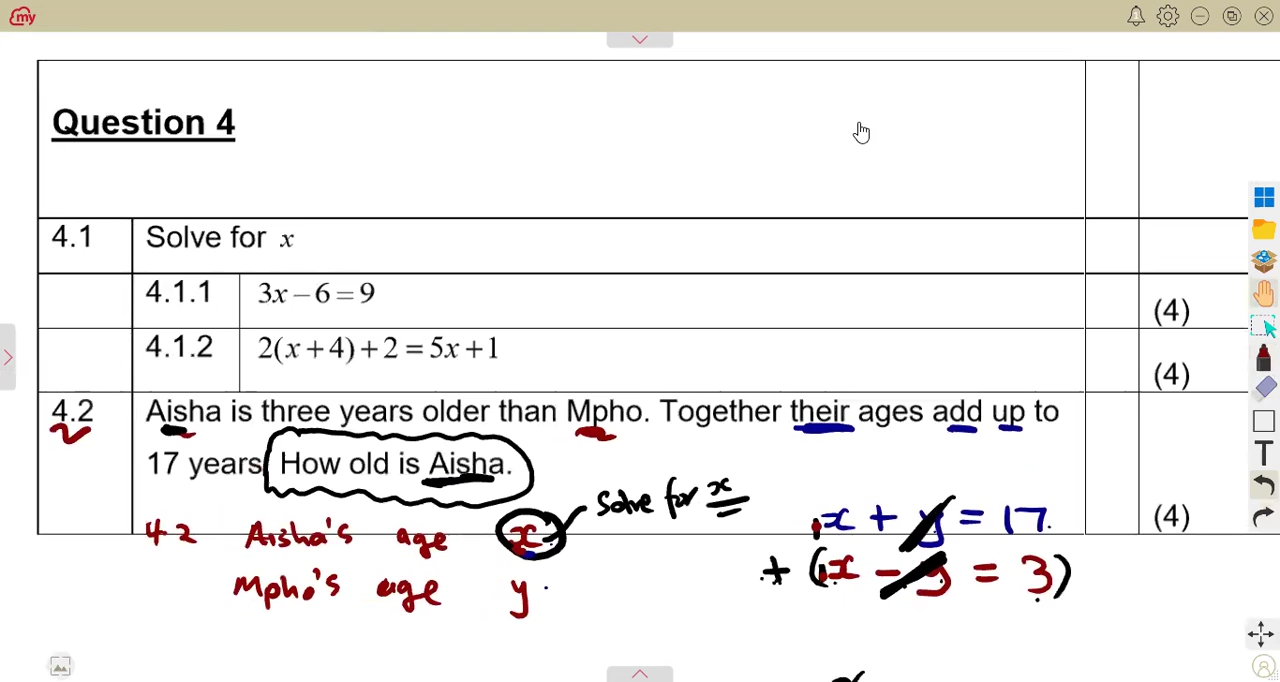 my
Question 4
4.1 Solve for x
4.1.1 3x – 6 = 9 (4)
4.1.2 2(x + 4) + 2 = 5x + 1 (4)
4.2 Aisha is three years older than Mpho. Together their ages add up to
17 years How old is Aisha.
Solve for x
(4)
4.2 Aisha's age x
x + y = 17
Mpho's age y
+ (x – y = 3)